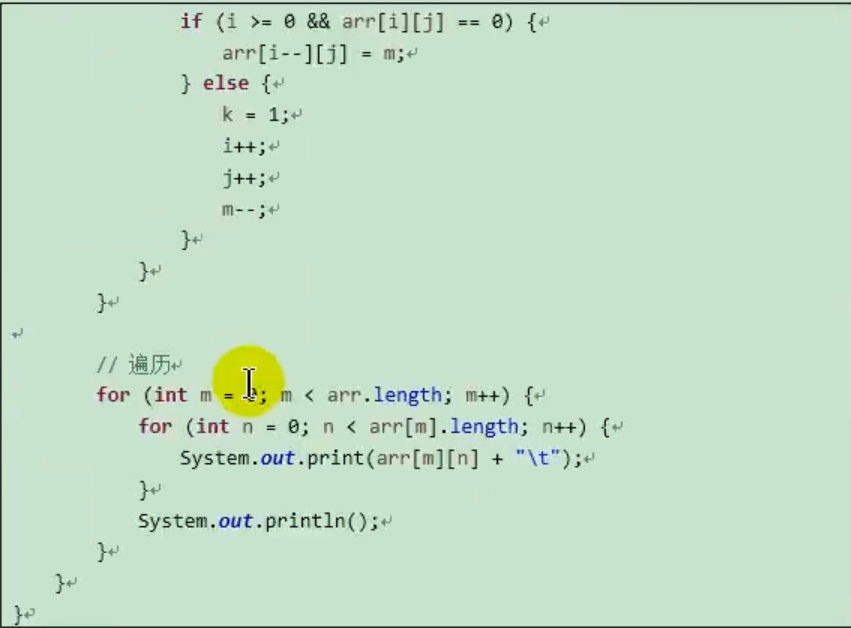 if (i >= 0 && arr[i][j] == 0) {
arr[i--][j] = m;
} else {
k = 1;
i++;
j++;
m--;
}
}
}
// 遍历
for (int m = 0; m < arr.length; m++) {
for (int n = 0; n < arr[m].length; n++) {
System.out.print(arr[m][n] + "\t");
}
System.out.println();
}
}
}